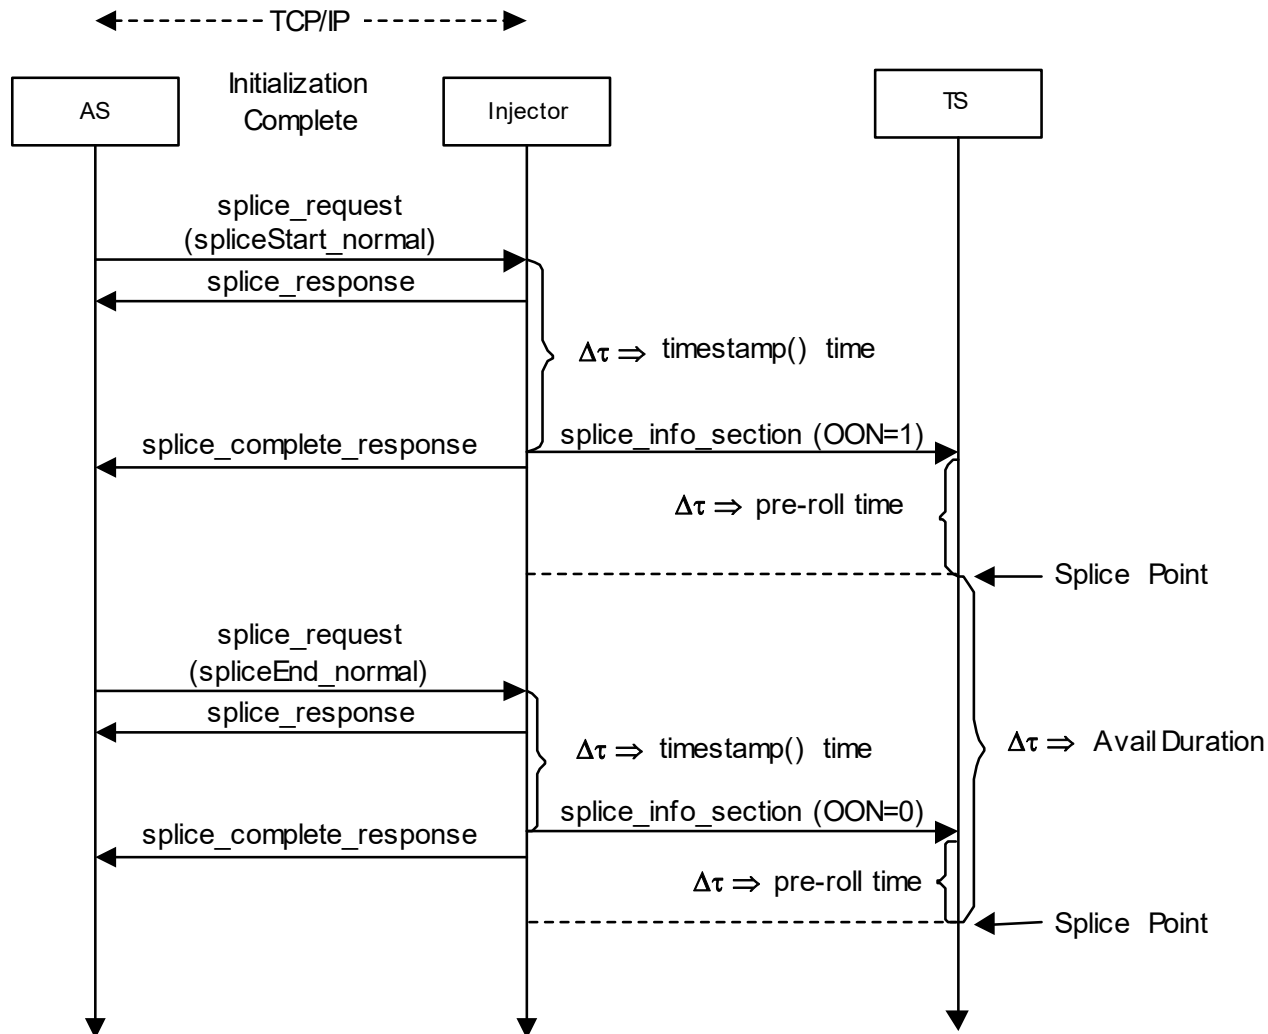 TCP/IP
AS
Initialization
Complete
Injector
TS
splice_request
(spliceStart_normal)
splice_response
Δτ ⇒ timestamp() time
splice_complete_response
splice_info_section (OON=1)
Δτ ⇒ pre-roll time
Splice Point
splice_request
(spliceEnd_normal)
splice_response
Δτ ⇒ timestamp() time
Δτ ⇒ Avail Duration
splice_info_section (OON=0)
splice_complete_response
Δτ ⇒ pre-roll time
Splice Point